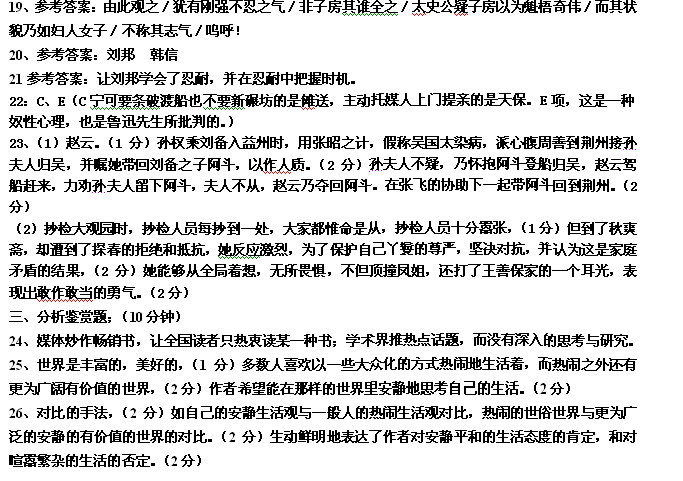 19、参考答案：由此观之／犹有刚强不忍之气／非子房其谁全之／太史公疑子房以为魁梧奇伟／而其状
貌乃如妇人女子／不称其志气／呜呼！
20、参考答案：刘邦　韩信
21 参考答案：让刘邦学会了忍耐，并在忍耐中把握时机。
22：C、E（C 宁可要条破渡船也不要新碾坊的是傩送，主动托媒人上门提亲的是天保。E 项，这是一种
奴性心理，也是鲁迅先生所批判的。）
23、（1）赵云。（1 分）孙权乘刘备入益州时，用张昭之计，假称吴国太染病，派心腹周善到荆州接孙
夫人归吴，并嘱她带回刘备之子阿斗，以作人质。（2 分）孙夫人不疑，乃怀抱阿斗登船归吴，赵云驾
船赶来，力劝孙夫人留下阿斗，夫人不从，赵云乃夺回阿斗。在张飞的协助下一起带阿斗回到荆州。（2
分）
（2）抄检大观园时，抄检人员每抄到一处，大家都惟命是从，抄检人员十分嚣张，（1 分）但到了秋爽
斋，却遭到了探春的拒绝和抵抗，她反应激烈，为了保护自己丫鬟的尊严，坚决对抗，并认为这是家庭
矛盾的结果，（2 分）她能够从全局着想，无所畏惧，不但顶撞凤姐，还打了王善保家的一个耳光，表
现出敢作敢当的勇气。（2 分）
三、分析鉴赏题；（10 分钟）
24、媒体炒作畅销书，让全国读者只热衷读某一种书；学术界推热点话题，而没有深入的思考与研究。
25、世界是丰富的，美好的，（1 分）多数人喜欢以一些大众化的方式热闹地生活着，而热闹之外还有
更为广阔有价值的世界，（2 分）作者希望能在那样的世界里安静地思考自己的生活。（2 分）
26、对比的手法，（2 分）如自己的安静生活观与一般人的热闹生活观对比，热闹的世俗世界与更为广
泛的安静的有价值的世界的对比。（2 分）生动鲜明地表达了作者对安静平和的生活态度的肯定，和对
喧嚣繁杂的生活的否定。（2 分）